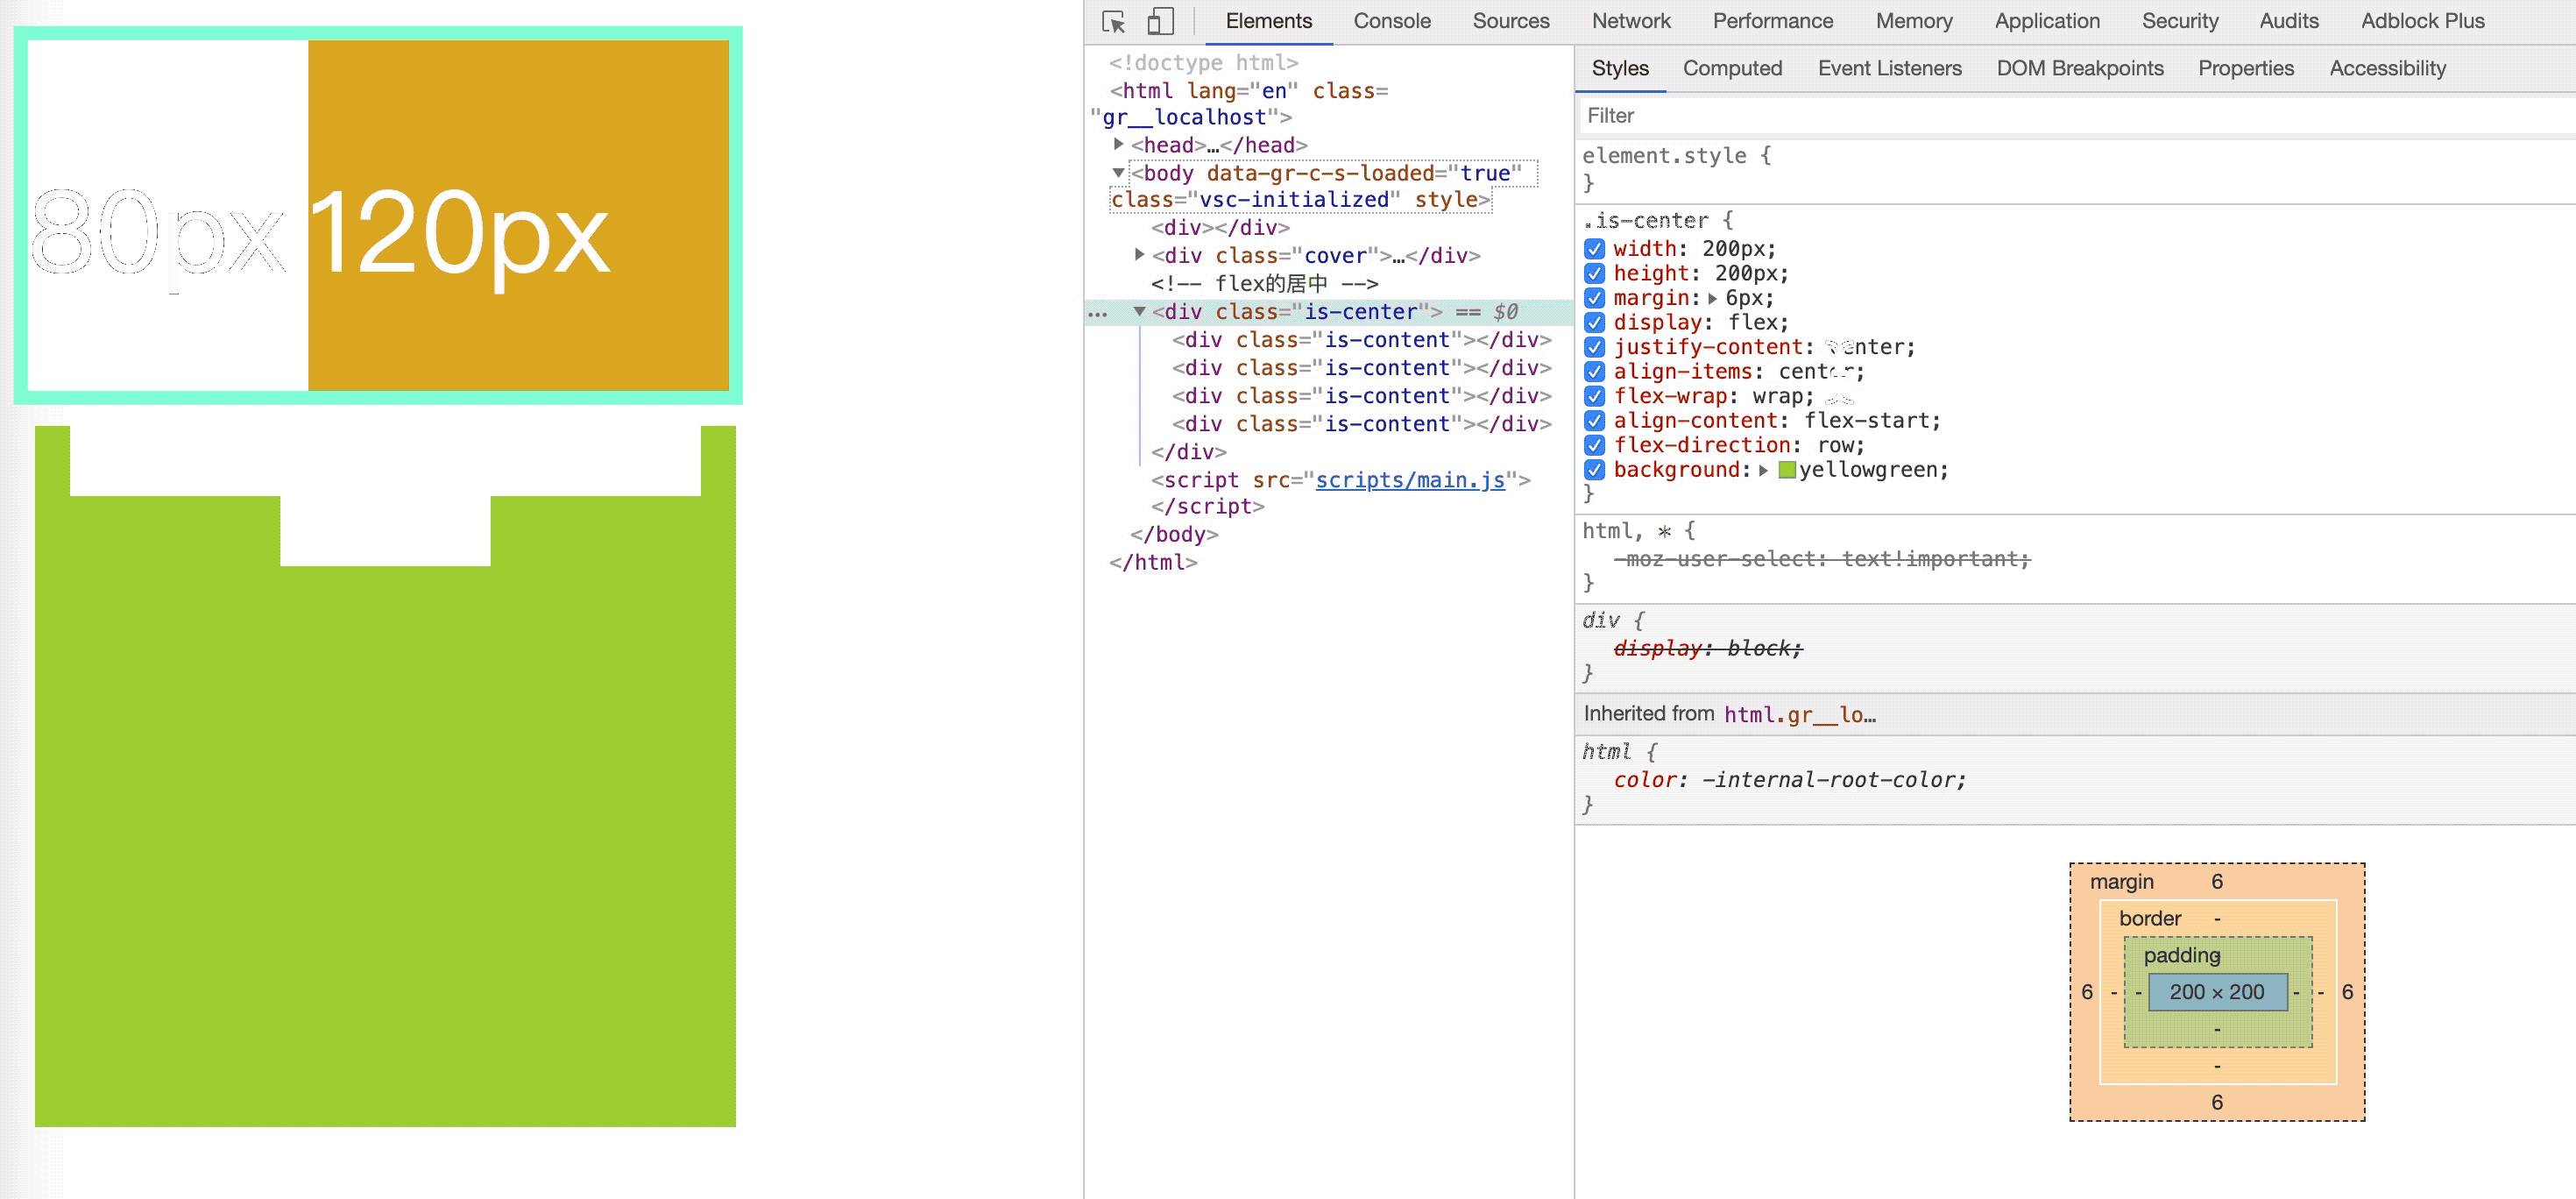 80px 120px
Elements Console Sources Network Performance Memory Application Security Audits Adblock Plus
<!doctype html>
<html lang="en" class=
"gr__localhost">
<head>…</head>
<body data-gr-c-s-loaded="true"
class="vsc-initialized" style>
<div></div>
<div class="cover">…</div>
<!-- flex的居中 -->
… <div class="is-center"> == $0
<div class="is-content"></div>
<div class="is-content"></div>
<div class="is-content"></div>
<div class="is-content"></div>
</div>
<script src="scripts/main.js">
</script>
</body>
</html>
Styles Computed Event Listeners DOM Breakpoints Properties Accessibility
Filter
element.style {
}
.is-center {
width: 200px;
height: 200px;
margin: 6px;
display: flex;
justify-content: center;
align-items: center;
flex-wrap: wrap;
align-content: flex-start;
flex-direction: row;
background: yellowgreen;
}
html, * {
-moz-user-select: text!important;
}
div {
display: block;
}
Inherited from html.gr__lo…
html {
color: -internal-root-color;
}
margin 6
border -
padding -
6 - - 200 × 200 - - 6
-
-
6